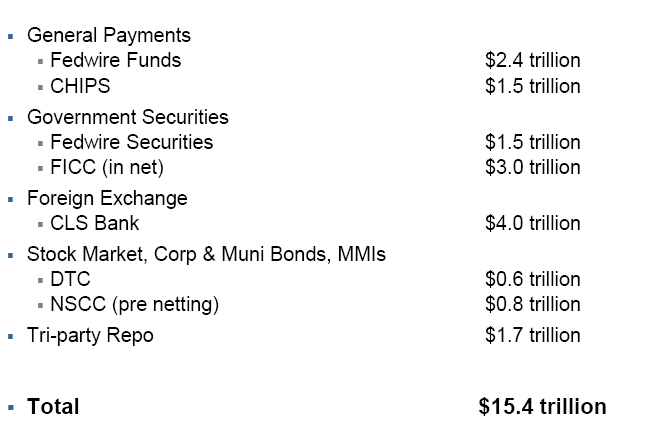 General Payments
Fedwire Funds $2.4 trillion
CHIPS $1.5 trillion
Government Securities
Fedwire Securities $1.5 trillion
FICC (in net) $3.0 trillion
Foreign Exchange
CLS Bank $4.0 trillion
Stock Market, Corp & Muni Bonds, MMIs
DTC $0.6 trillion
NSCC (pre netting) $0.8 trillion
Tri-party Repo $1.7 trillion
Total $15.4 trillion